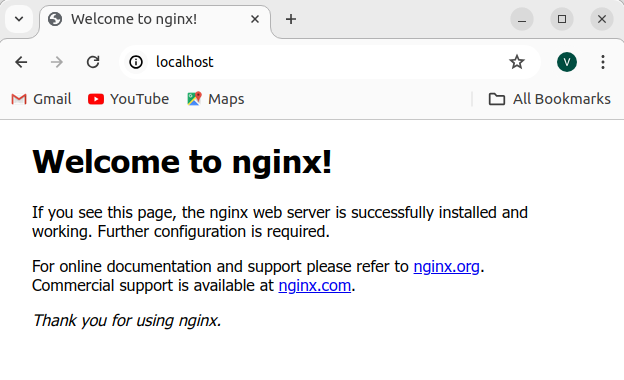 Welcome to nginx!
localhost
V
Gmail YouTube Maps All Bookmarks
Welcome to nginx!
If you see this page, the nginx web server is successfully installed and
working. Further configuration is required.
For online documentation and support please refer to nginx.org.
Commercial support is available at nginx.com.
Thank you for using nginx.